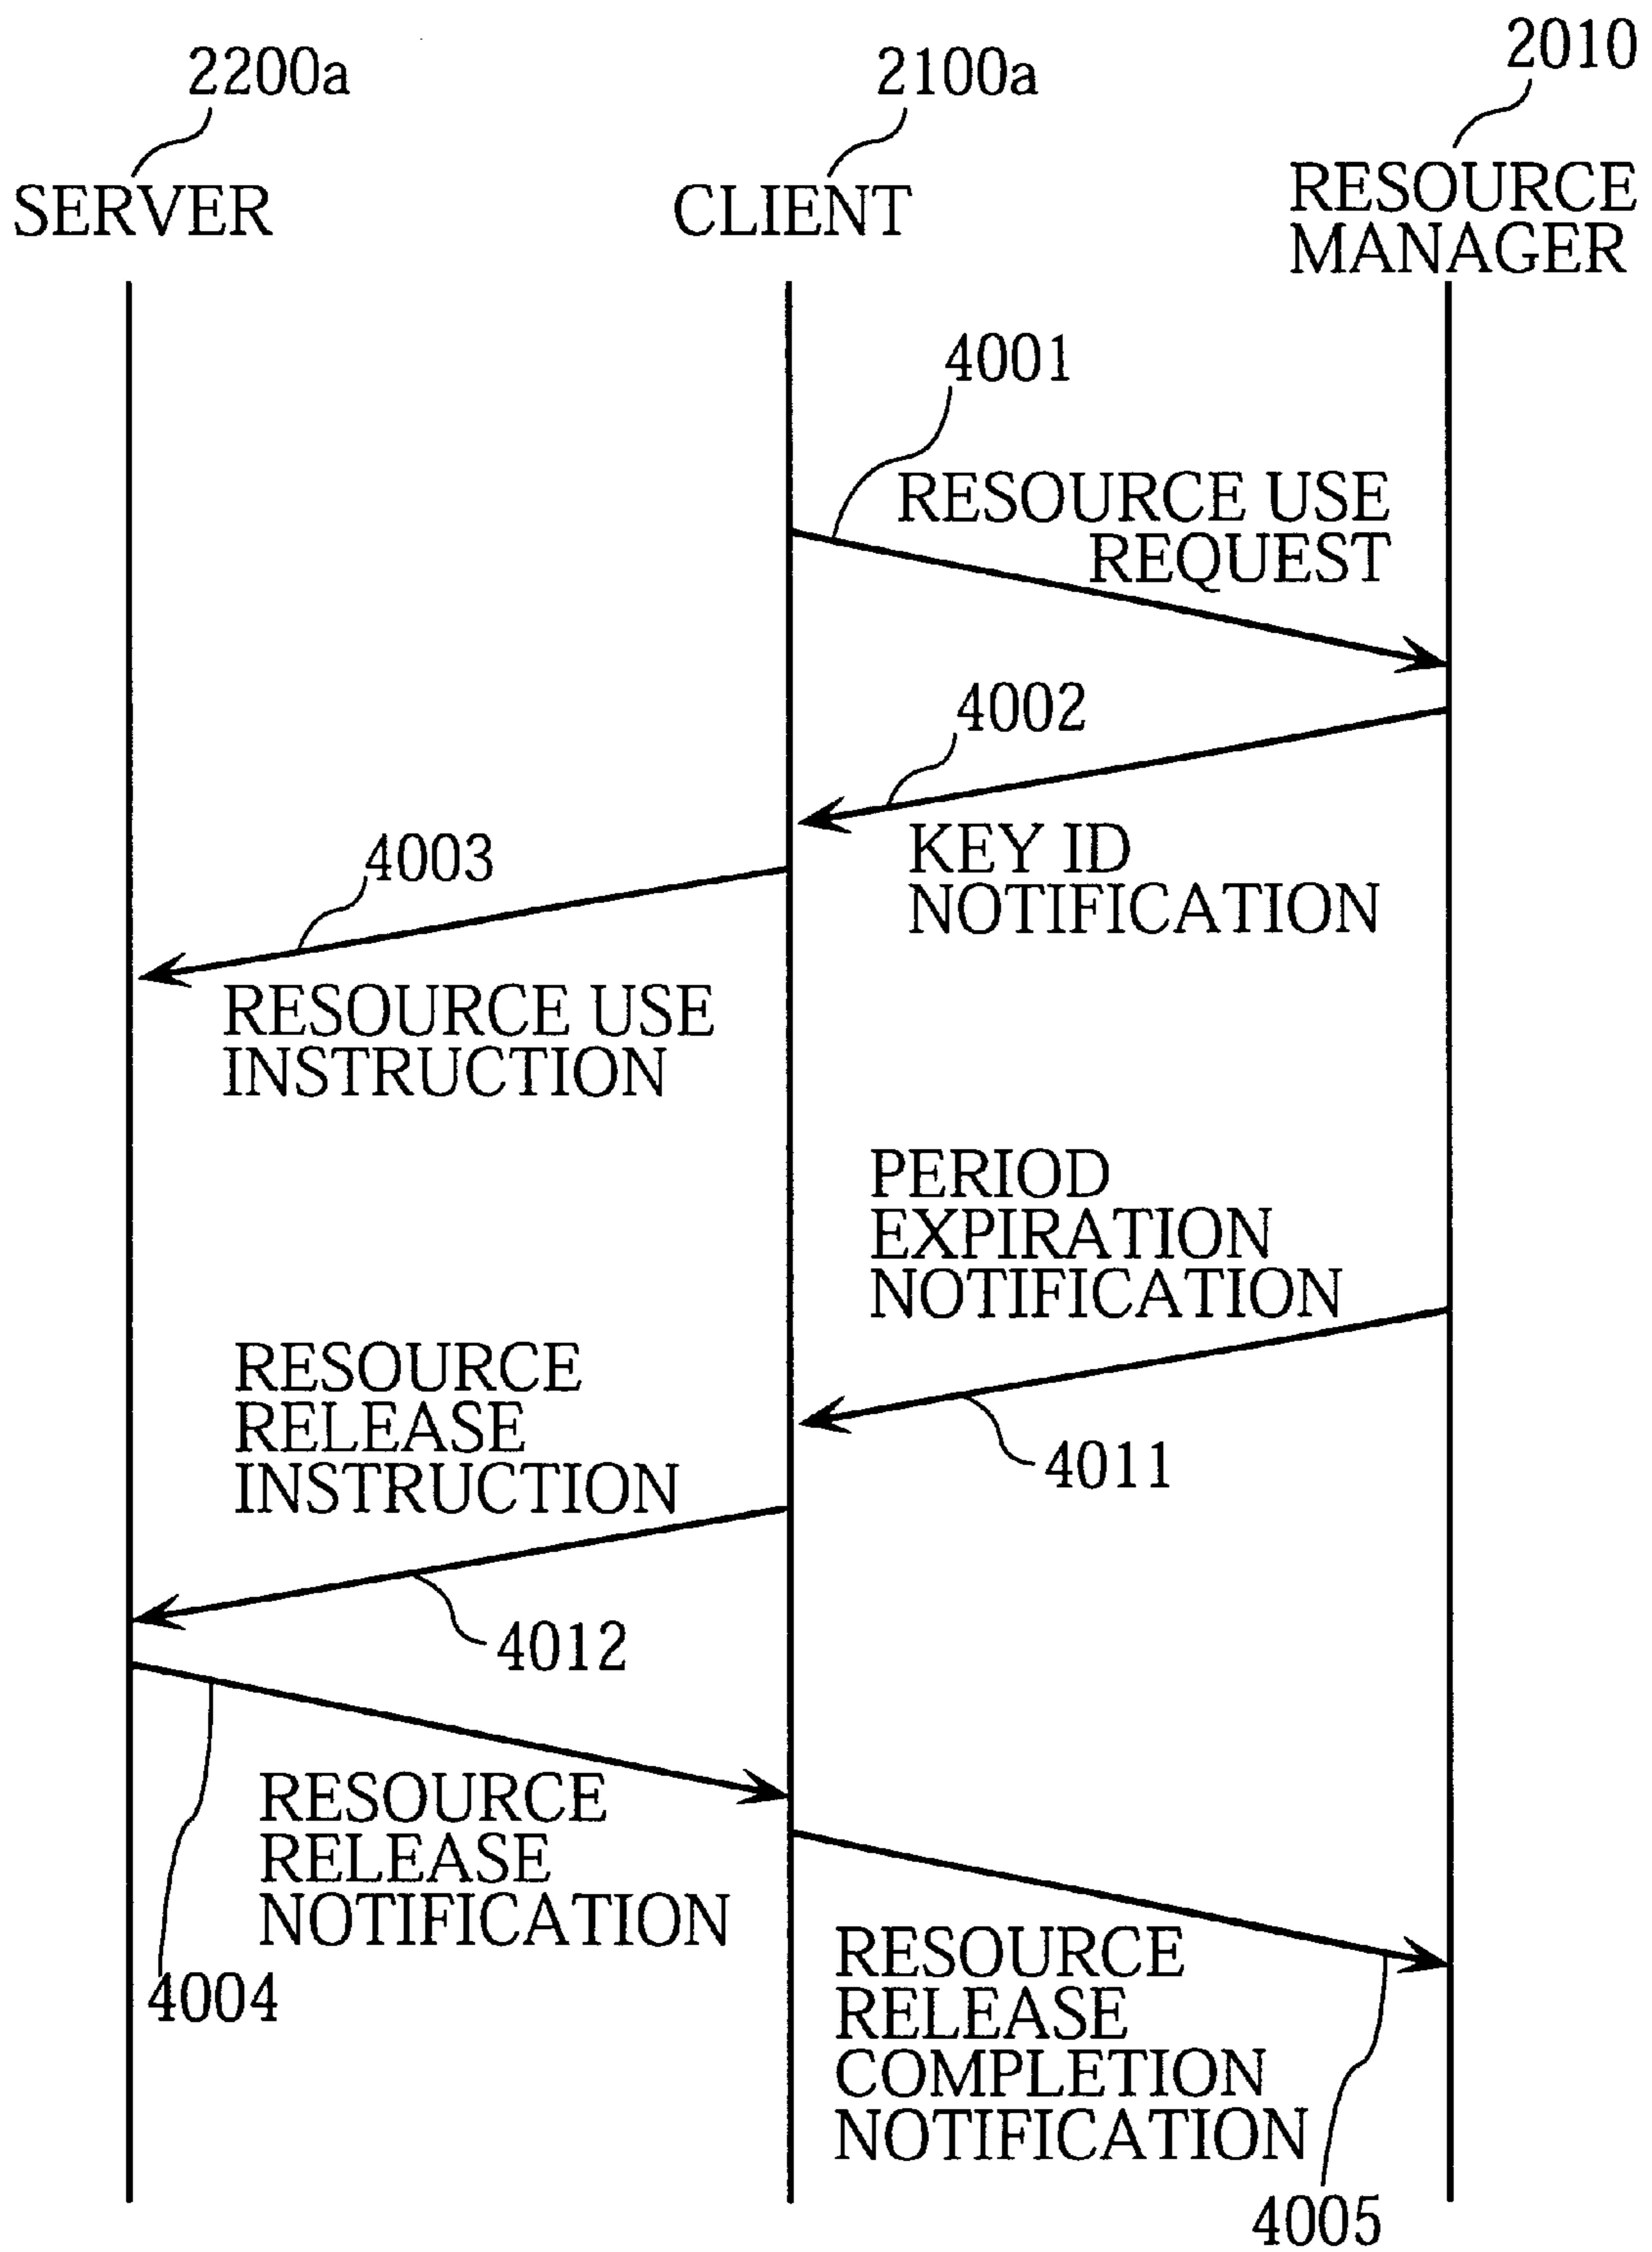 2200a
2100a
2010
SERVER
CLIENT
RESOURCE
MANAGER
4001
RESOURCE USE
REQUEST
4002
KEY ID
NOTIFICATION
4003
RESOURCE USE
INSTRUCTION
PERIOD
EXPIRATION
NOTIFICATION
4011
RESOURCE
RELEASE
INSTRUCTION
4012
RESOURCE
RELEASE
NOTIFICATION
4004
RESOURCE
RELEASE
COMPLETION
NOTIFICATION
4005